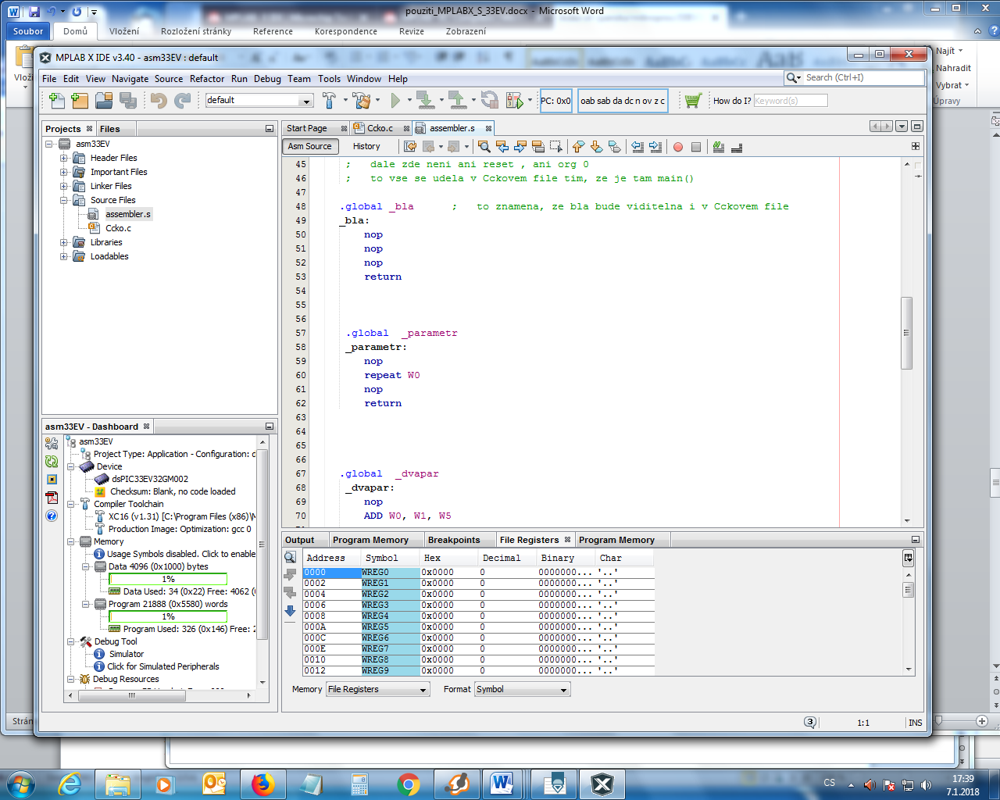 pouziti_MPLABX_S_33EV.docx - Microsoft Word
Soubor Domů Vložení Rozložení stránky Reference Korespondence Revize Zobrazení
Najít
Nahradit
Vybrat
Úpravy
MPLAB X IDE v3.40 - asm33EV : default
File Edit View Navigate Source Refactor Run Debug Team Tools Window Help
Search (Ctrl+I)
default
PC: 0x0
oab sab da dc n ov z c
How do I?
Keyword(s)
Projects Files
asm33EV
Header Files
Important Files
Linker Files
Source Files
assembler.s
Ccko.c
Libraries
Loadables
Start Page Ccko.c assembler.s
Asm Source History
45 ; dale zde neni ani reset , ani org 0
46 ; to vse se udela v Cckovem file tim, ze je tam main()
47
48 .global _bla ; to znamena, ze bla bude viditelna i v Cckovem file
49 _bla:
50 nop
51 nop
52 nop
53 return
54
55
56
57 .global _parametr
58 _parametr:
59 nop
60 repeat W0
61 nop
62 return
63
64
65
66
67 .global _dvapar
68 _dvapar:
69 nop
70 ADD W0, W1, W5
asm33EV - Dashboard
asm33EV
Project Type: Application - Configuration: d
Device
dsPIC33EV32GM002
Checksum: Blank, no code loaded
Compiler Toolchain
XC16 (v1.31) [C:\Program Files (x86)\M
Production Image: Optimization: gcc 0
Memory
Usage Symbols disabled. Click to enable
Data 4096 (0x1000) bytes
1%
Data Used: 34 (0x22) Free: 4062 (
Program 21888 (0x5580) words
1%
Program Used: 326 (0x146) Free: 2
Debug Tool
Simulator
Click for Simulated Peripherals
Debug Resources
Output Program Memory Breakpoints File Registers Program Memory
Address Symbol Hex Decimal Binary Char
0000 WREG0 0x0000 0 0000000... '..'
0002 WREG1 0x0000 0 0000000... '..'
0004 WREG2 0x0000 0 0000000... '..'
0006 WREG3 0x0000 0 0000000... '..'
0008 WREG4 0x0000 0 0000000... '..'
000A WREG5 0x0000 0 0000000... '..'
000C WREG6 0x0000 0 0000000... '..'
000E WREG7 0x0000 0 0000000... '..'
0010 WREG8 0x0000 0 0000000... '..'
0012 WREG9 0x0000 0 0000000... '..'
Memory File Registers Format Symbol
3
1:1
INS
CS
17:39
7.1.2018